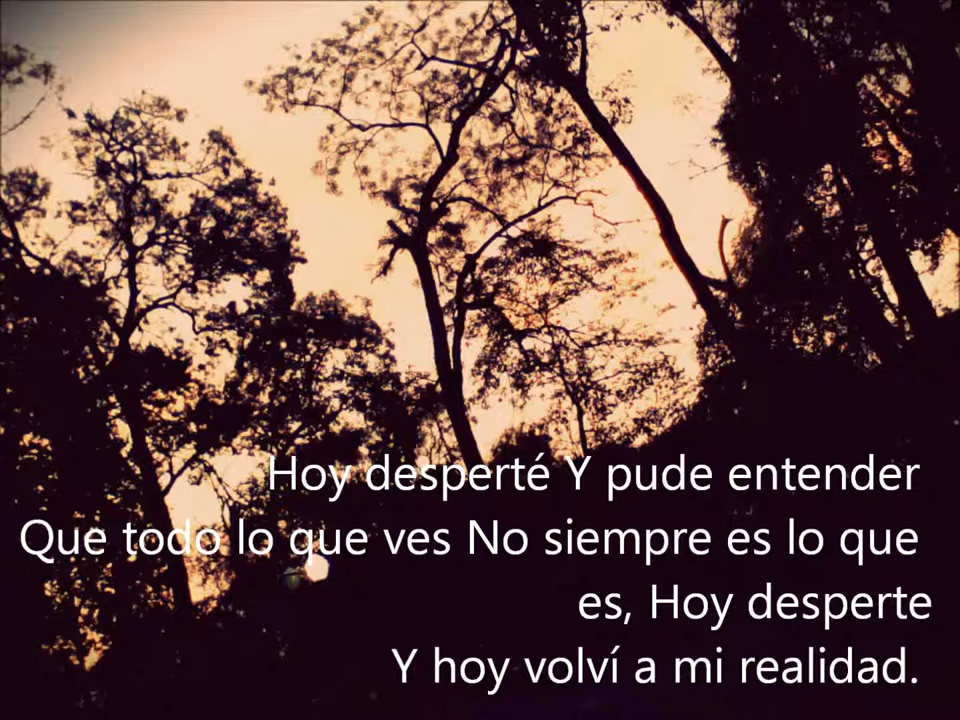 Hoy desperté Y pude entender
Que todo lo que ves No siempre es lo que
es, Hoy desperte
Y hoy volví a mi realidad.